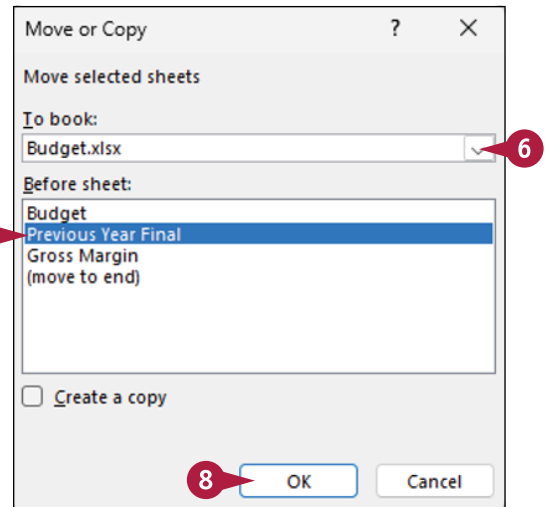 Move or Copy ?
Move selected sheets
To book:
Budget.xlsx
6
Before sheet:
Budget
Previous Year Final
Gross Margin
(move to end)
Create a copy
8
OK Cancel